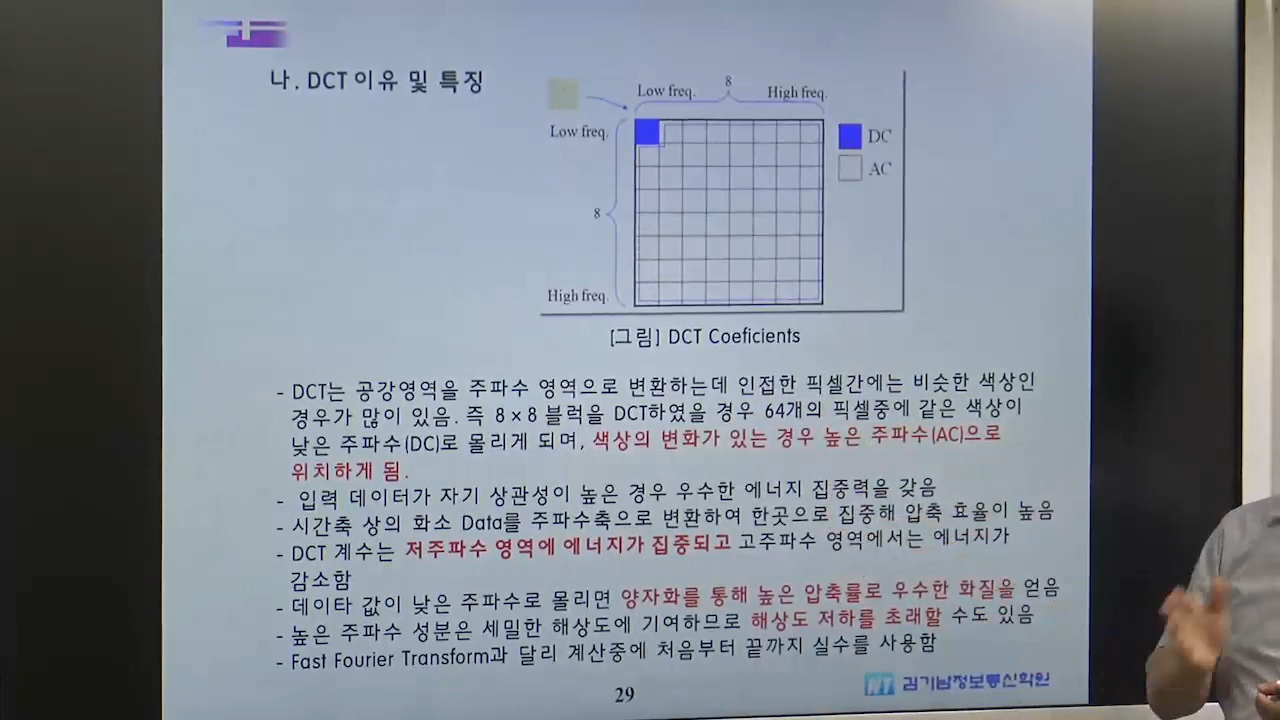 나. DCT 이유 및 특징
8
Low freq. High freq.
Low freq.
DC
AC
8
High freq.
[그림] DCT Coeficients
- DCT는 공강영역을 주파수 영역으로 변환하는데 인접한 픽셀간에는 비슷한 색상인
경우가 많이 있음. 즉 8×8 블럭을 DCT하였을 경우 64개의 픽셀중에 같은 색상이
낮은 주파수(DC)로 몰리게 되며, 색상의 변화가 있는 경우 높은 주파수(AC)으로
위치하게 됨.
- 입력 데이터가 자기 상관성이 높은 경우 우수한 에너지 집중력을 갖음
- 시간축 상의 화소 Data를 주파수축으로 변환하여 한곳으로 집중해 압축 효율이 높음
- DCT 계수는 저주파수 영역에 에너지가 집중되고 고주파수 영역에서는 에너지가
감소함
- 데이타 값이 낮은 주파수로 몰리면 양자화를 통해 높은 압축률로 우수한 화질을 얻음
- 높은 주파수 성분은 세밀한 해상도에 기여하므로 해상도 저하를 초래할 수도 있음
- Fast Fourier Transform과 달리 계산중에 처음부터 끝까지 실수를 사용함
29
NT 김기남정보통신학원